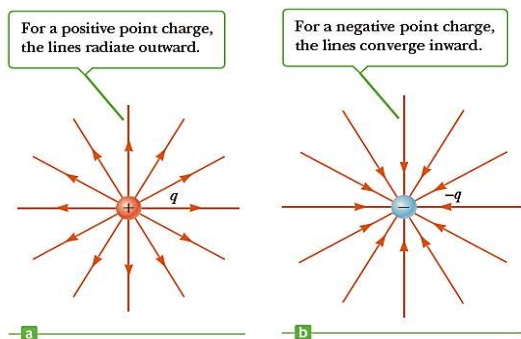 For a positive point charge,
the lines radiate outward.
For a negative point charge,
the lines converge inward.
+
q
−
−q
a
b